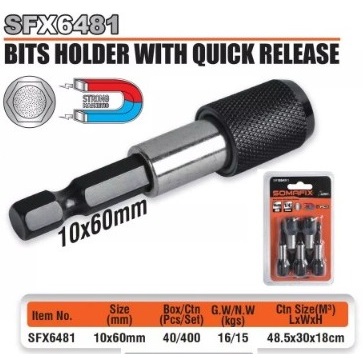 SFX6481
BITS HOLDER WITH QUICK RELEASE
STRONG
MAGNETIC
10x60mm
SOMAFIX
Item No. Size (mm) Box/Ctn (Pcs/Set) G.W/N.W (kgs) Ctn Size(M³) LxWxH
SFX6481 10x60mm 40/400 16/15 48.5x30x18cm